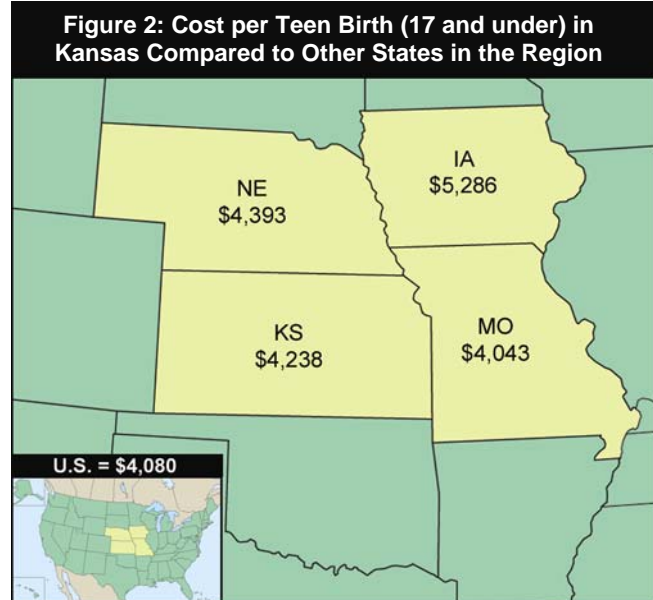 Figure 2: Cost per Teen Birth (17 and under) in
Kansas Compared to Other States in the Region
NE
$4,393
IA
$5,286
KS
$4,238
MO
$4,043
U.S. = $4,080